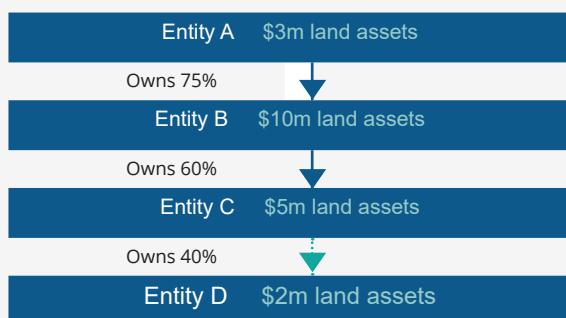 Entity A $3m land assets
Owns 75%
Entity B $10m land assets
Owns 60%
Entity C $5m land assets
Owns 40%
Entity D $2m land assets